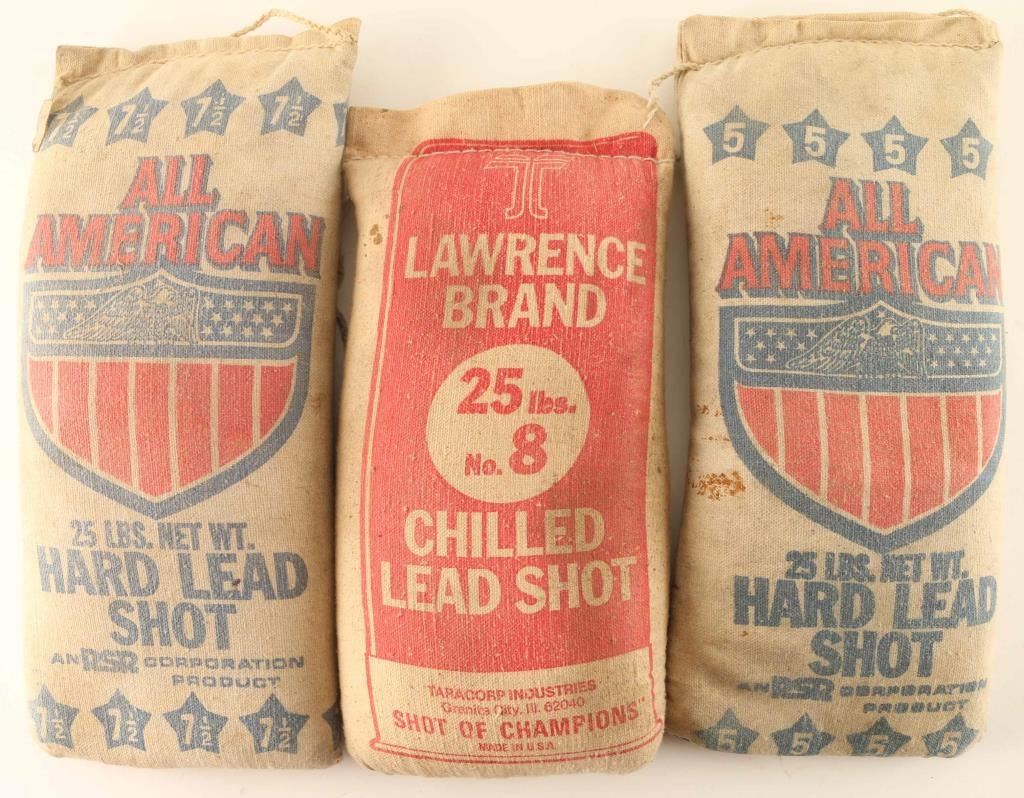 7½ 7½ 7½ 7½
ALL
AMERICAN
25 LBS. NET WT.
HARD LEAD
SHOT
AN RSR CORPORATION
PRODUCT
7½ 7½ 7½ 7½
LAWRENCE
BRAND
25 lbs.
No. 8
CHILLED
LEAD SHOT
TARACORP INDUSTRIES
Granite City, Ill. 62040
SHOT OF CHAMPIONS"
MADE IN U.S.A.
5 5 5 5
ALL
AMERICAN
25 LBS. NET WT.
HARD LEAD
SHOT
AN RSR CORPORATION
PRODUCT
5 5 5 5